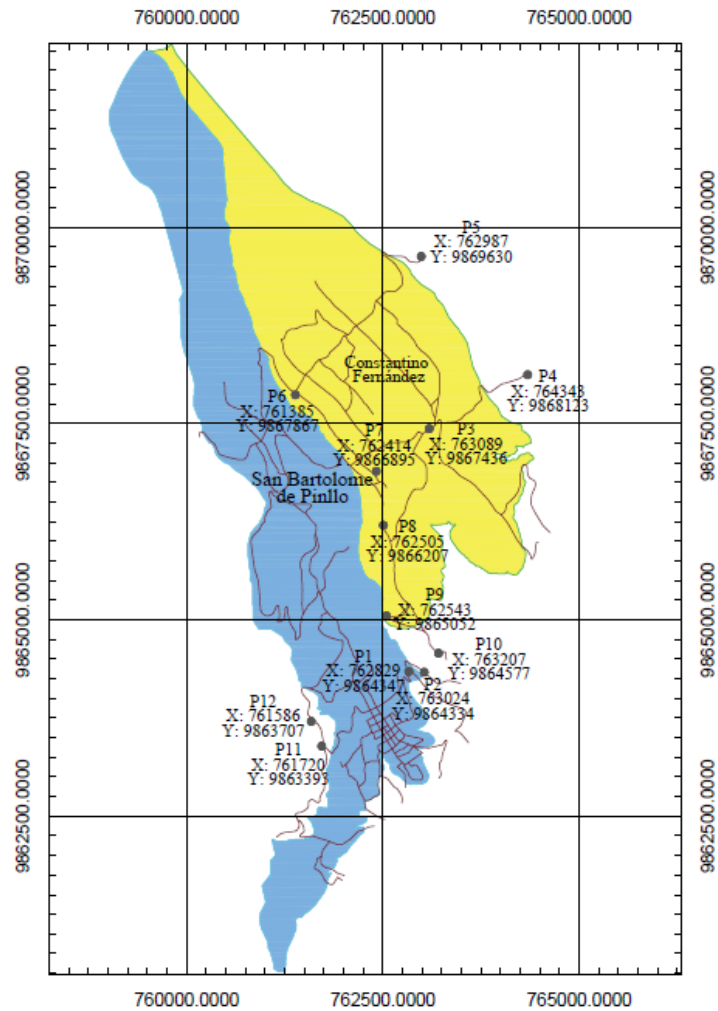 760000.0000 762500.0000 765000.0000
9870000.0000 9870000.0000
P5
X: 762987
Y: 9869630
Constantino
Fernández
P4
X: 764343
Y: 9868123
P6
X: 761385
Y: 9867867
P7
X: 762414
Y: 9866895
P3
X: 763089
Y: 9867436
9867500.0000 9867500.0000
San Bartolome
de Pinllo
P8
X: 762505
Y: 9866207
P9
X: 762543
Y: 9865052
9865000.0000 9865000.0000
P10
X: 763207
Y: 9864577
P1
X: 762829
Y: 9864347
P2
X: 763024
Y: 9864334
P12
X: 761586
Y: 9863707
P11
X: 761720
Y: 9863393
9862500.0000 9862500.0000
760000.0000 762500.0000 765000.0000